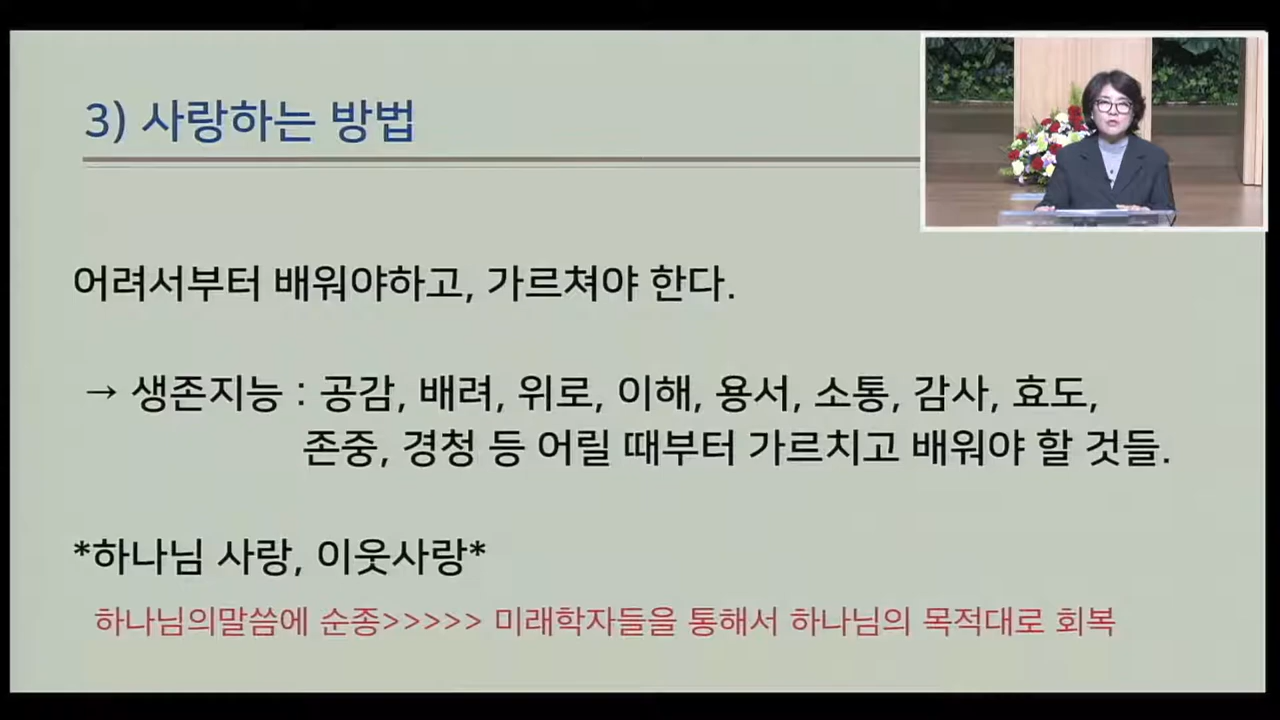 3) 사랑하는 방법
어려서부터 배워야하고, 가르쳐야 한다.
→ 생존지능 : 공감, 배려, 위로, 이해, 용서, 소통, 감사, 효도,
존중, 경청 등 어릴 때부터 가르치고 배워야 할 것들.
*하나님 사랑, 이웃사랑*
하나님의말씀에 순종>>>>> 미래학자들을 통해서 하나님의 목적대로 회복